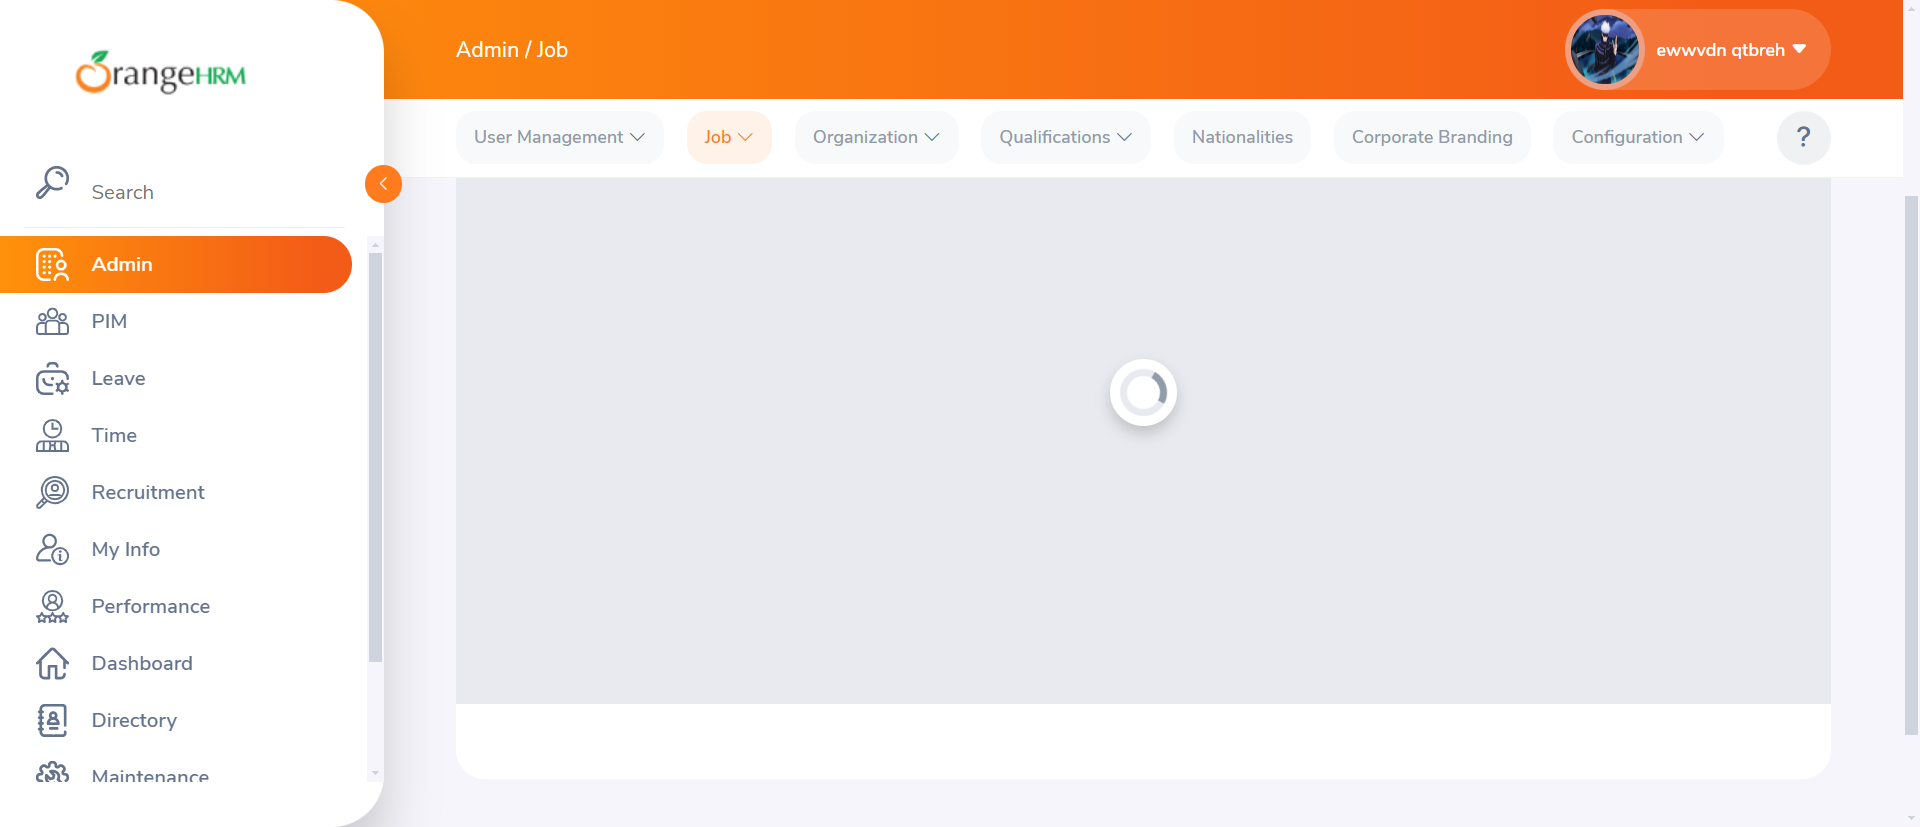 OrangeHRM
Admin / Job
ewwvdn qtbreh
User Management
Job
Organization
Qualifications
Nationalities
Corporate Branding
Configuration
?
Search
Admin
PIM
Leave
Time
Recruitment
My Info
Performance
Dashboard
Directory
Maintenance